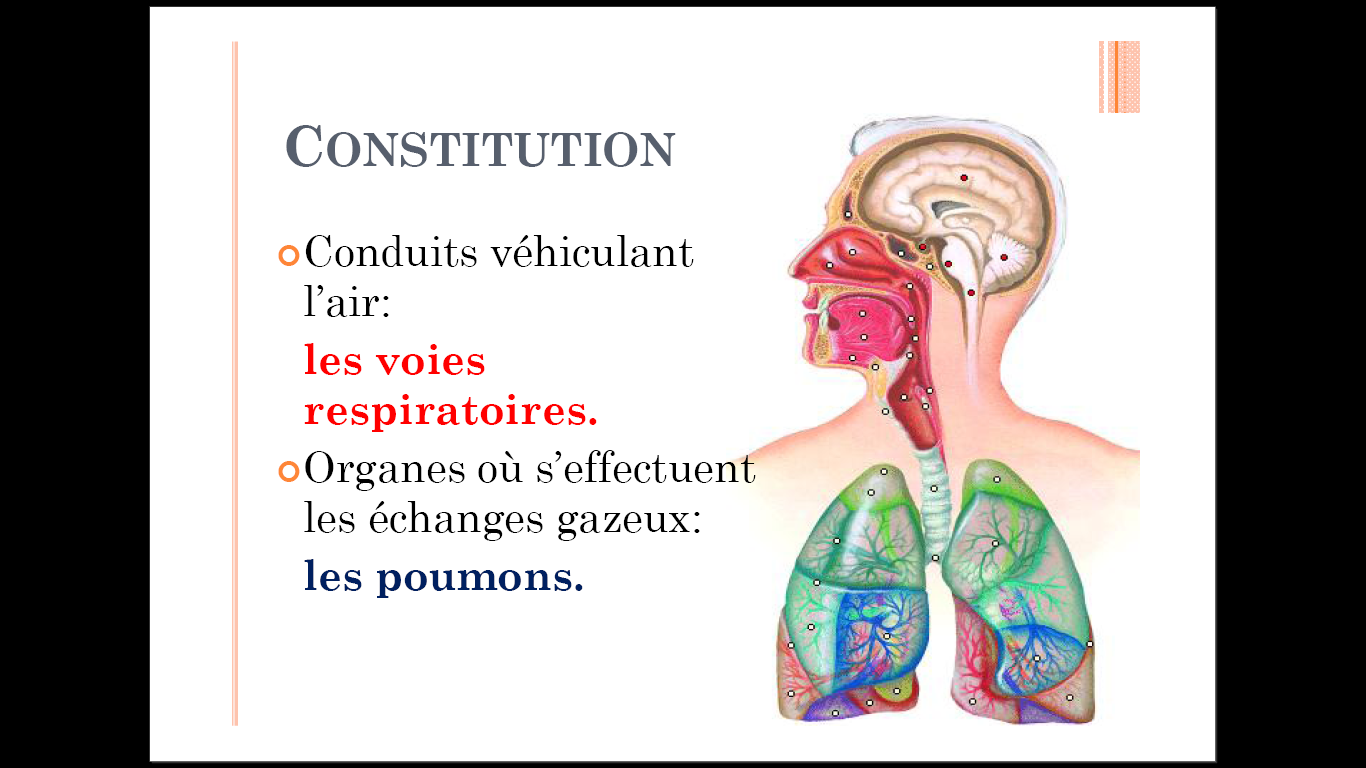 CONSTITUTION
Conduits véhiculant
l’air:
les voies
respiratoires.
Organes où s’effectuent
les échanges gazeux:
les poumons.